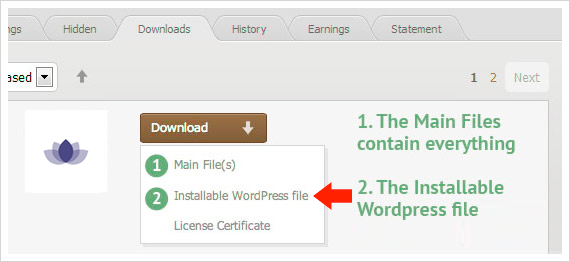 ngs Hidden Downloads History Earnings Statement
ased 1 2 Next
Download
1 Main File(s)
2 Installable WordPress file
License Certificate
1. The Main Files
contain everything
2. The Installable
Wordpress file